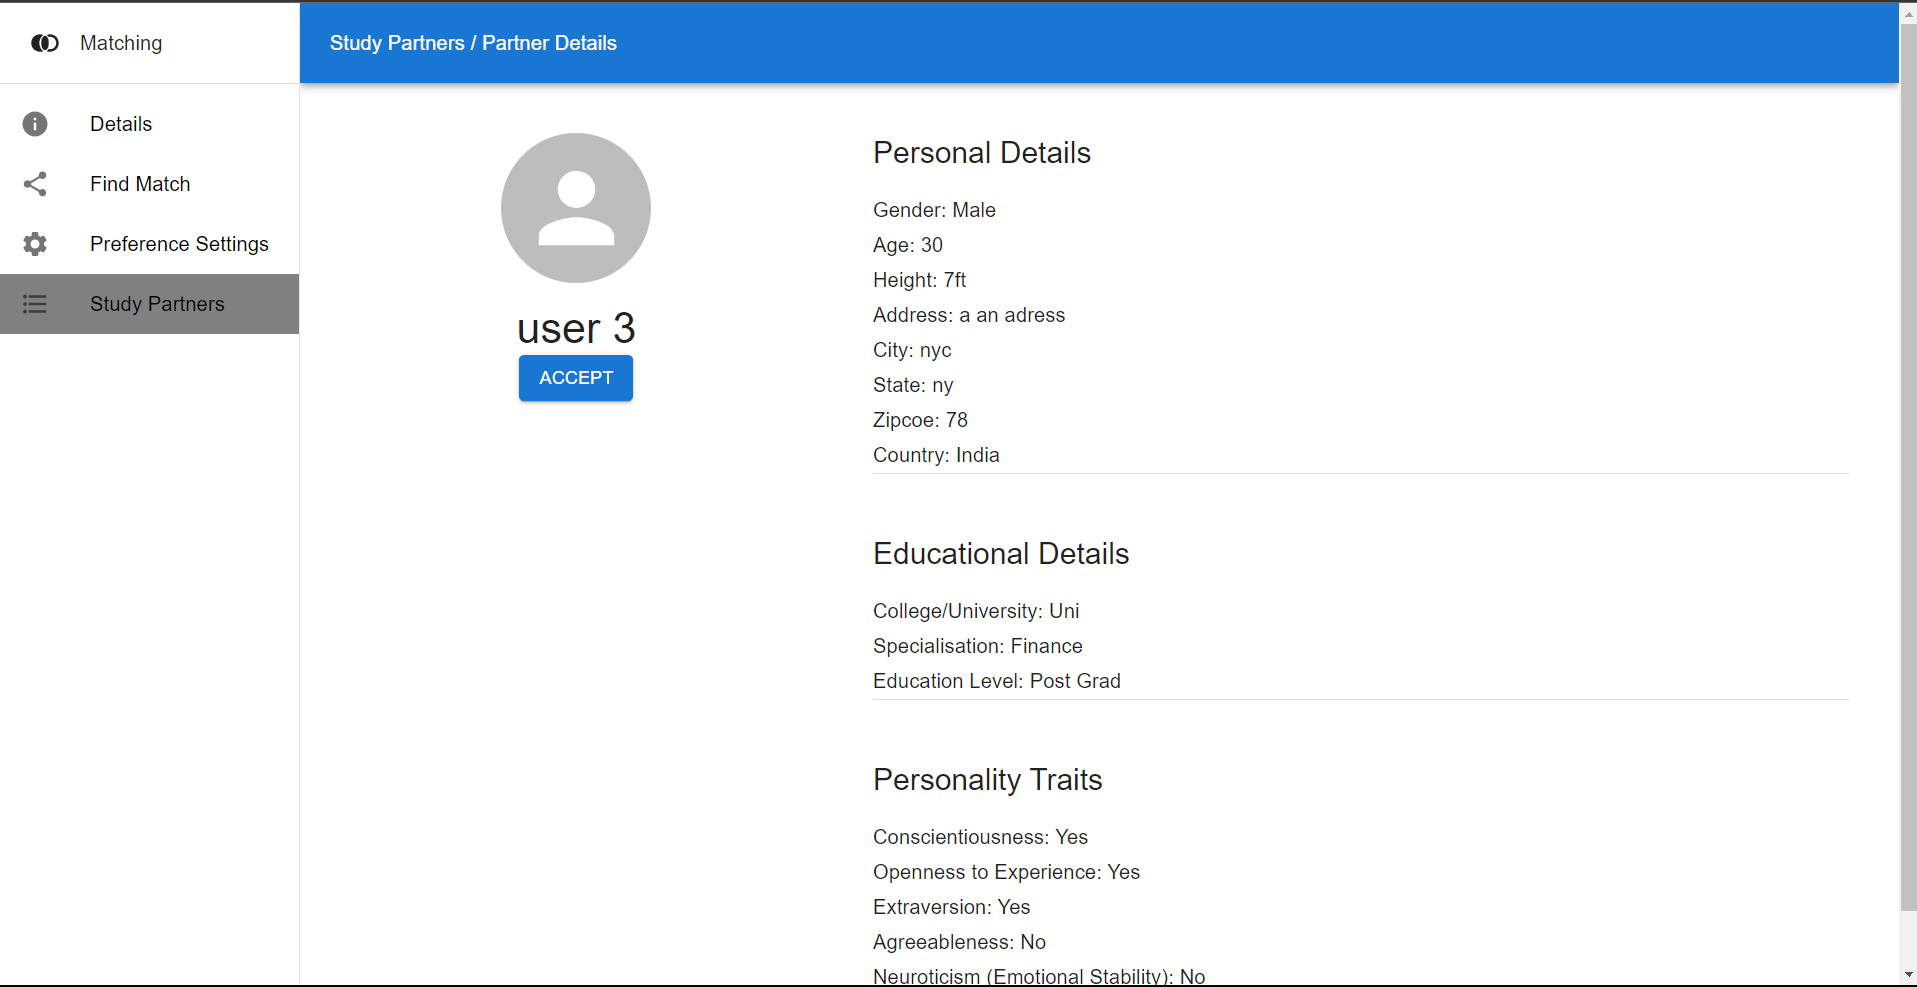 Matching
Study Partners / Partner Details
Details
Find Match
Preference Settings
Study Partners
user 3
ACCEPT
Personal Details
Gender: Male
Age: 30
Height: 7ft
Address: a an adress
City: nyc
State: ny
Zipcoe: 78
Country: India
Educational Details
College/University: Uni
Specialisation: Finance
Education Level: Post Grad
Personality Traits
Conscientiousness: Yes
Openness to Experience: Yes
Extraversion: Yes
Agreeableness: No
Neuroticism (Emotional Stability): No